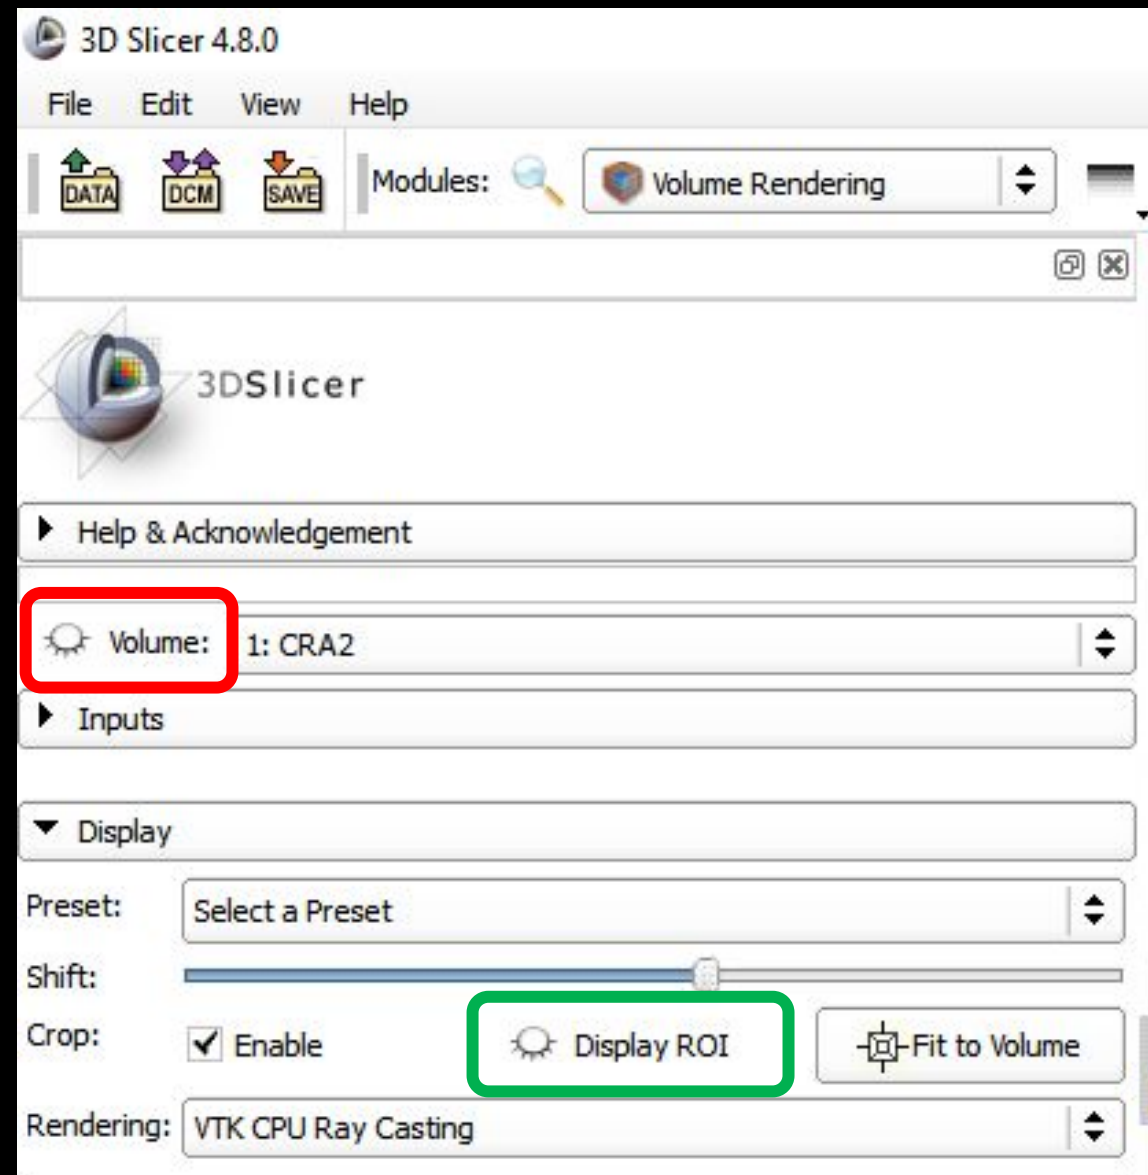 3D Slicer 4.8.0
File Edit View Help
DATA DCM SAVE Modules: Volume Rendering
3DSlicer
Help & Acknowledgement
Volume: 1: CRA2
Inputs
Display
Preset: Select a Preset
Shift:
Crop: Enable Display ROI Fit to Volume
Rendering: VTK CPU Ray Casting